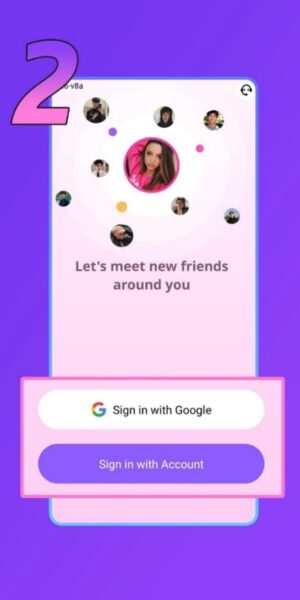 2
Let's meet new friends
around you
Sign in with Google
Sign in with Account